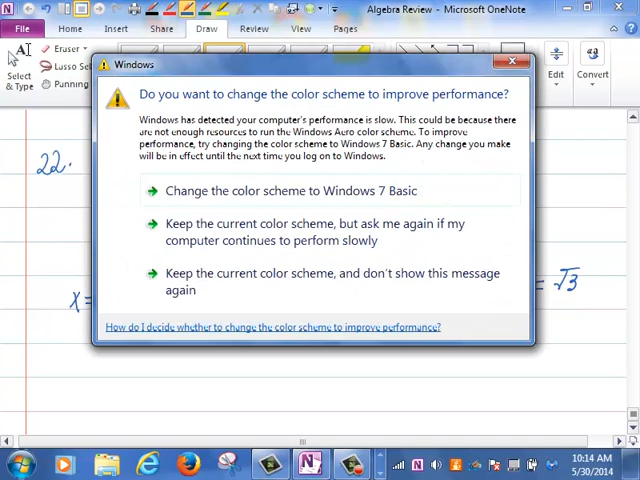 Algebra Review - Microsoft OneNote
File Home Insert Share Draw Review View Pages
Select & Type
Eraser
Lasso Sel
Panning
Edit
Convert
Windows
Do you want to change the color scheme to improve performance?
Windows has detected your computer's performance is slow. This could be because there
are not enough resources to run the Windows Aero color scheme. To improve
performance, try changing the color scheme to Windows 7 Basic. Any change you make
will be in effect until the next time you log on to Windows.
Change the color scheme to Windows 7 Basic
Keep the current color scheme, but ask me again if my
computer continues to perform slowly
Keep the current color scheme, and don't show this message
again
How do I decide whether to change the color scheme to improve performance?
22.
x =
= √3
10:14 AM
5/30/2014